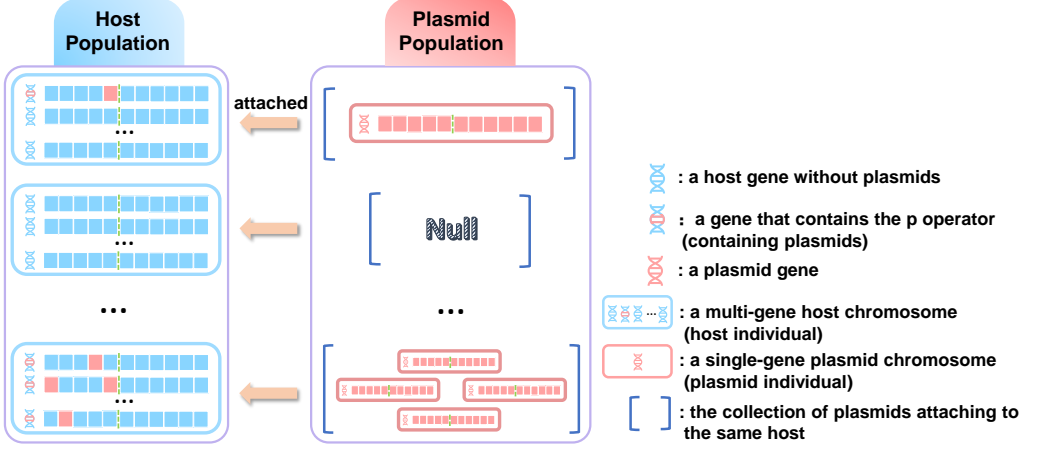 Host
Population
Plasmid
Population
attached
...
Null
...
...
...
...
...
: a host gene without plasmids
: a gene that contains the p operator
(containing plasmids)
: a plasmid gene
: a multi-gene host chromosome
(host individual)
: a single-gene plasmid chromosome
(plasmid individual)
: the collection of plasmids attaching to
the same host